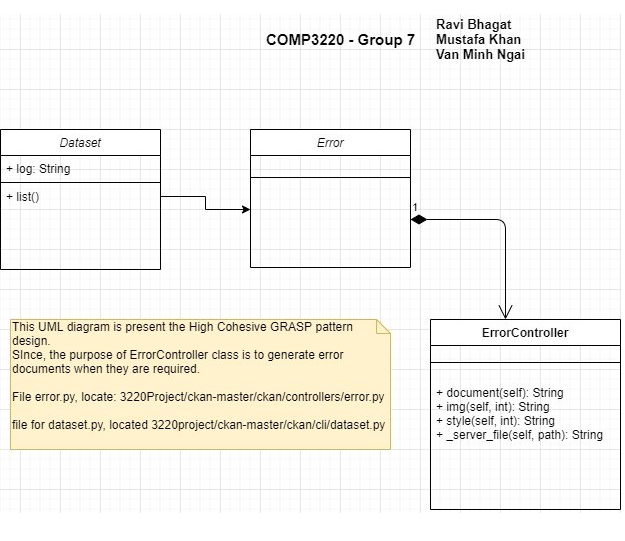 COMP3220 - Group 7
Ravi Bhagat
Mustafa Khan
Van Minh Ngai
Dataset
+ log: String
+ list()
Error
1
ErrorController
+ document(self): String
+ img(self, int): String
+ style(self, int): String
+ _server_file(self, path): String
This UML diagram is present the High Cohesive GRASP pattern
design.
SInce, the purpose of ErrorController class is to generate error
documents when they are required.
File error.py, locate: 3220Project/ckan-master/ckan/controllers/error.py
file for dataset.py, located 3220project/ckan-master/ckan/cli/dataset.py